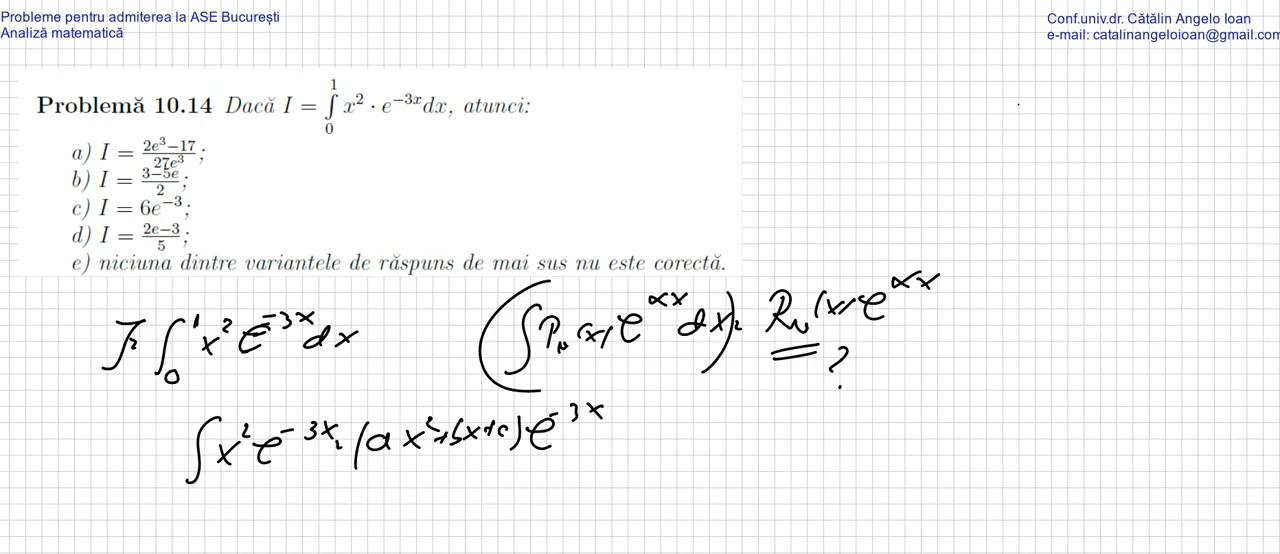 Probleme pentru admiterea la ASE București
Analiză matematică
Conf.univ.dr. Cătălin Angelo Ioan
e-mail: catalinangeloioan@gmail.com
Problemă 10.14 Dacă I = ∫₀¹ x² · e⁻³ˣdx, atunci:
a) I = (2e³−17)/(27e³);
b) I = (3−5e)/2;
c) I = 6e⁻³;
d) I = (2e−3)/5;
e) niciuna dintre variantele de răspuns de mai sus nu este corectă.
I = ∫₀¹ x² e⁻³ˣ dx
(∫ Pₙ(x) e^(αx) dx)' = Rₙ(x) e^(αx)
?
∫ x² e⁻³ˣ = (ax²+bx+c) e⁻³ˣ